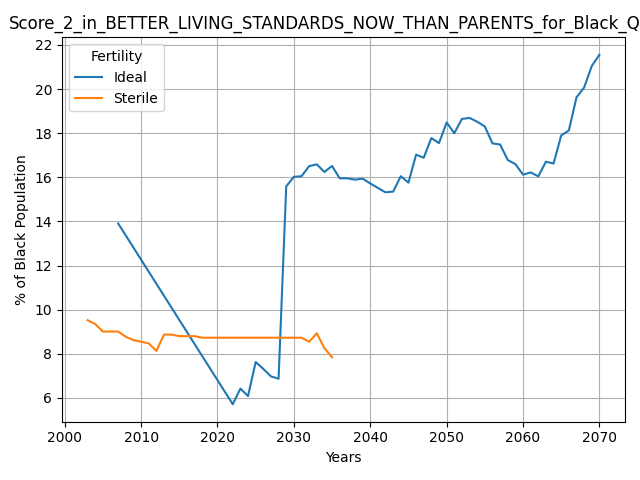 Score_2_in_BETTER_LIVING_STANDARDS_NOW_THAN_PARENTS_for_Black_Q
Fertility
Ideal
Sterile
% of Black Population
22
20
18
16
14
12
10
8
6
2000 2010 2020 2030 2040 2050 2060 2070
Years